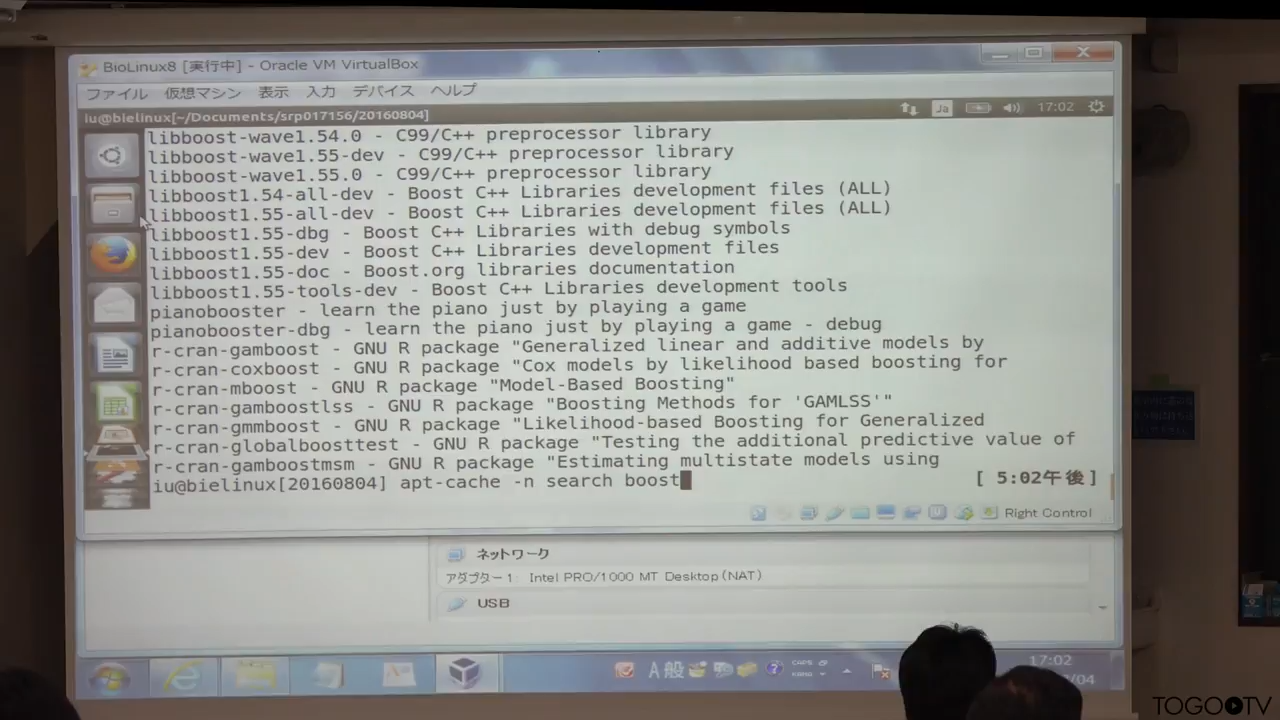 BioLinux8 [実行中] - Oracle VM VirtualBox
ファイル 仮想マシン 表示 入力 デバイス ヘルプ
iu@bielinux[~/Documents/srp017156/20160804] Ja 17:02
libboost-wave1.54.0 - C99/C++ preprocessor library
libboost-wave1.55-dev - C99/C++ preprocessor library
libboost-wave1.55.0 - C99/C++ preprocessor library
libboost1.54-all-dev - Boost C++ Libraries development files (ALL)
libboost1.55-all-dev - Boost C++ Libraries development files (ALL)
libboost1.55-dbg - Boost C++ Libraries with debug symbols
libboost1.55-dev - Boost C++ Libraries development files
libboost1.55-doc - Boost.org libraries documentation
libboost1.55-tools-dev - Boost C++ Libraries development tools
pianobooster - learn the piano just by playing a game
pianobooster-dbg - learn the piano just by playing a game - debug
r-cran-gamboost - GNU R package "Generalized linear and additive models by
r-cran-coxboost - GNU R package "Cox models by likelihood based boosting for
r-cran-mboost - GNU R package "Model-Based Boosting"
r-cran-gamboostlss - GNU R package "Boosting Methods for 'GAMLSS'"
r-cran-gmmboost - GNU R package "Likelihood-based Boosting for Generalized
r-cran-globalboosttest - GNU R package "Testing the additional predictive value of
r-cran-gamboostmsm - GNU R package "Estimating multistate models using
iu@bielinux[20160804] apt-cache -n search boost [ 5:02午後 ]
Right Control
ネットワーク
アダプター 1: Intel PRO/1000 MT Desktop (NAT)
USB
A 般 CAPS KANA 17:02
/04
TOGOTV